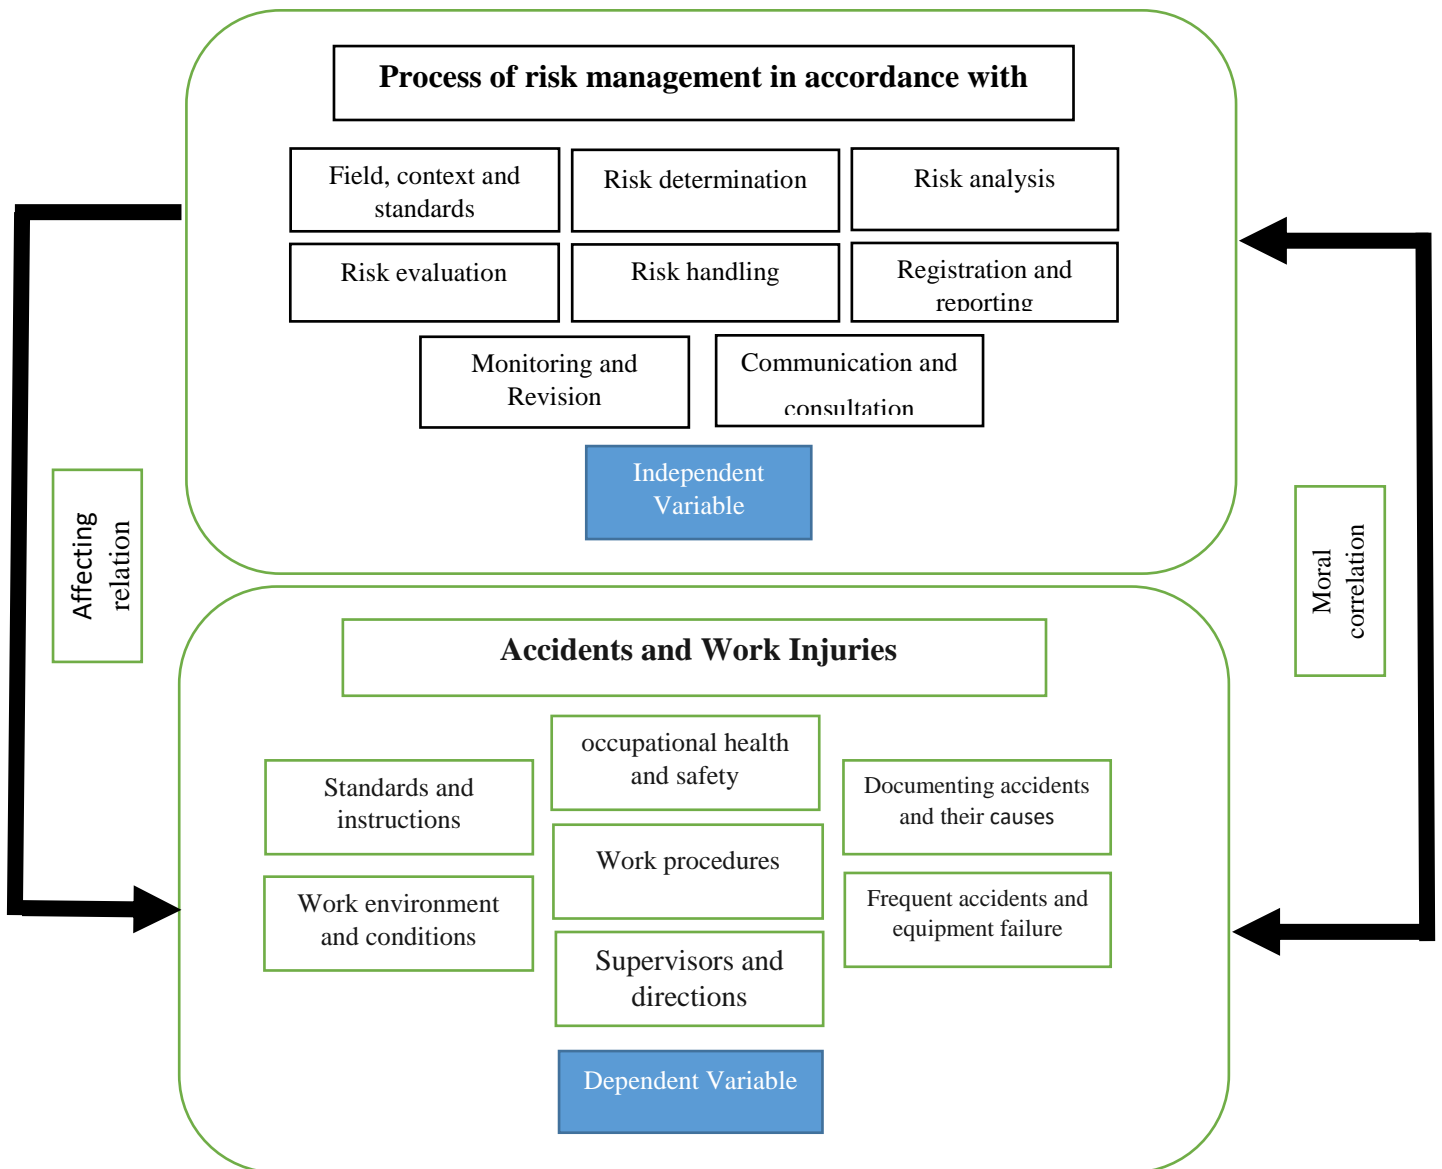 Process of risk management in accordance with
Field, context and
standards
Risk determination
Risk analysis
Risk evaluation
Risk handling
Registration and
reporting
Monitoring and
Revision
Communication and
consultation
Independent
Variable
Affecting
relation
Moral
correlation
Accidents and Work Injuries
occupational health
and safety
Standards and
instructions
Documenting accidents
and their causes
Work procedures
Work environment
and conditions
Frequent accidents and
equipment failure
Supervisors and
directions
Dependent Variable